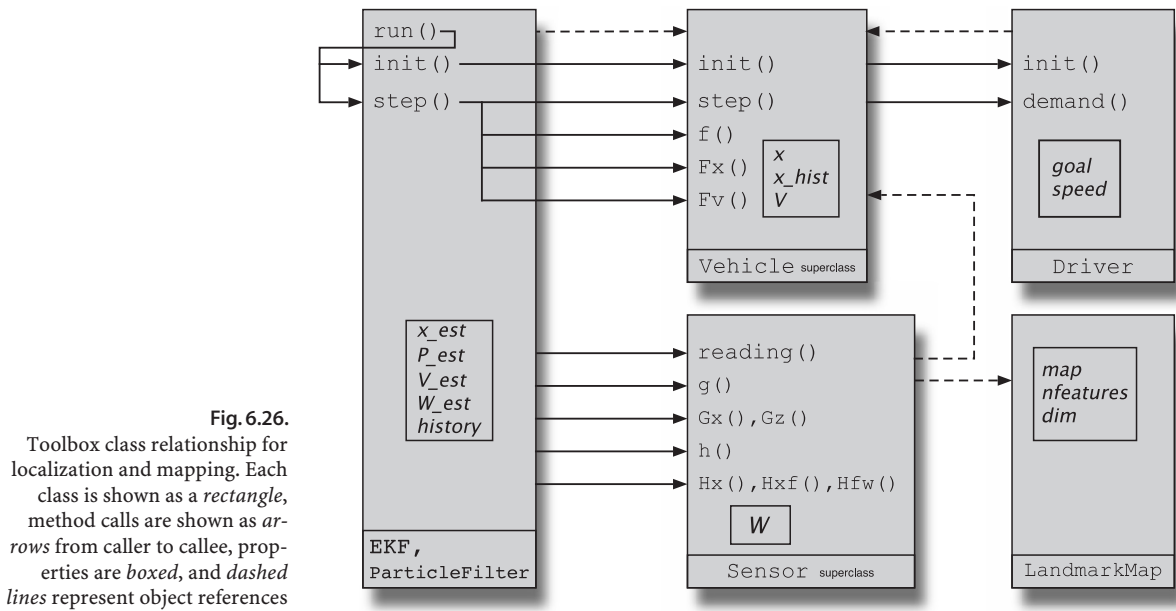 run()
init()
step()
x_est
P_est
V_est
W_est
history
EKF,
ParticleFilter
init()
step()
f()
Fx()
Fv()
x
x_hist
V
Vehicle superclass
init()
demand()
goal
speed
Driver
reading()
g()
Gx(),Gz()
h()
Hx(),Hxf(),Hfw()
W
Sensor superclass
map
nfeatures
dim
LandmarkMap
Fig. 6.26.
Toolbox class relationship for
localization and mapping. Each
class is shown as a rectangle,
method calls are shown as ar-
rows from caller to callee, prop-
erties are boxed, and dashed
lines represent object references